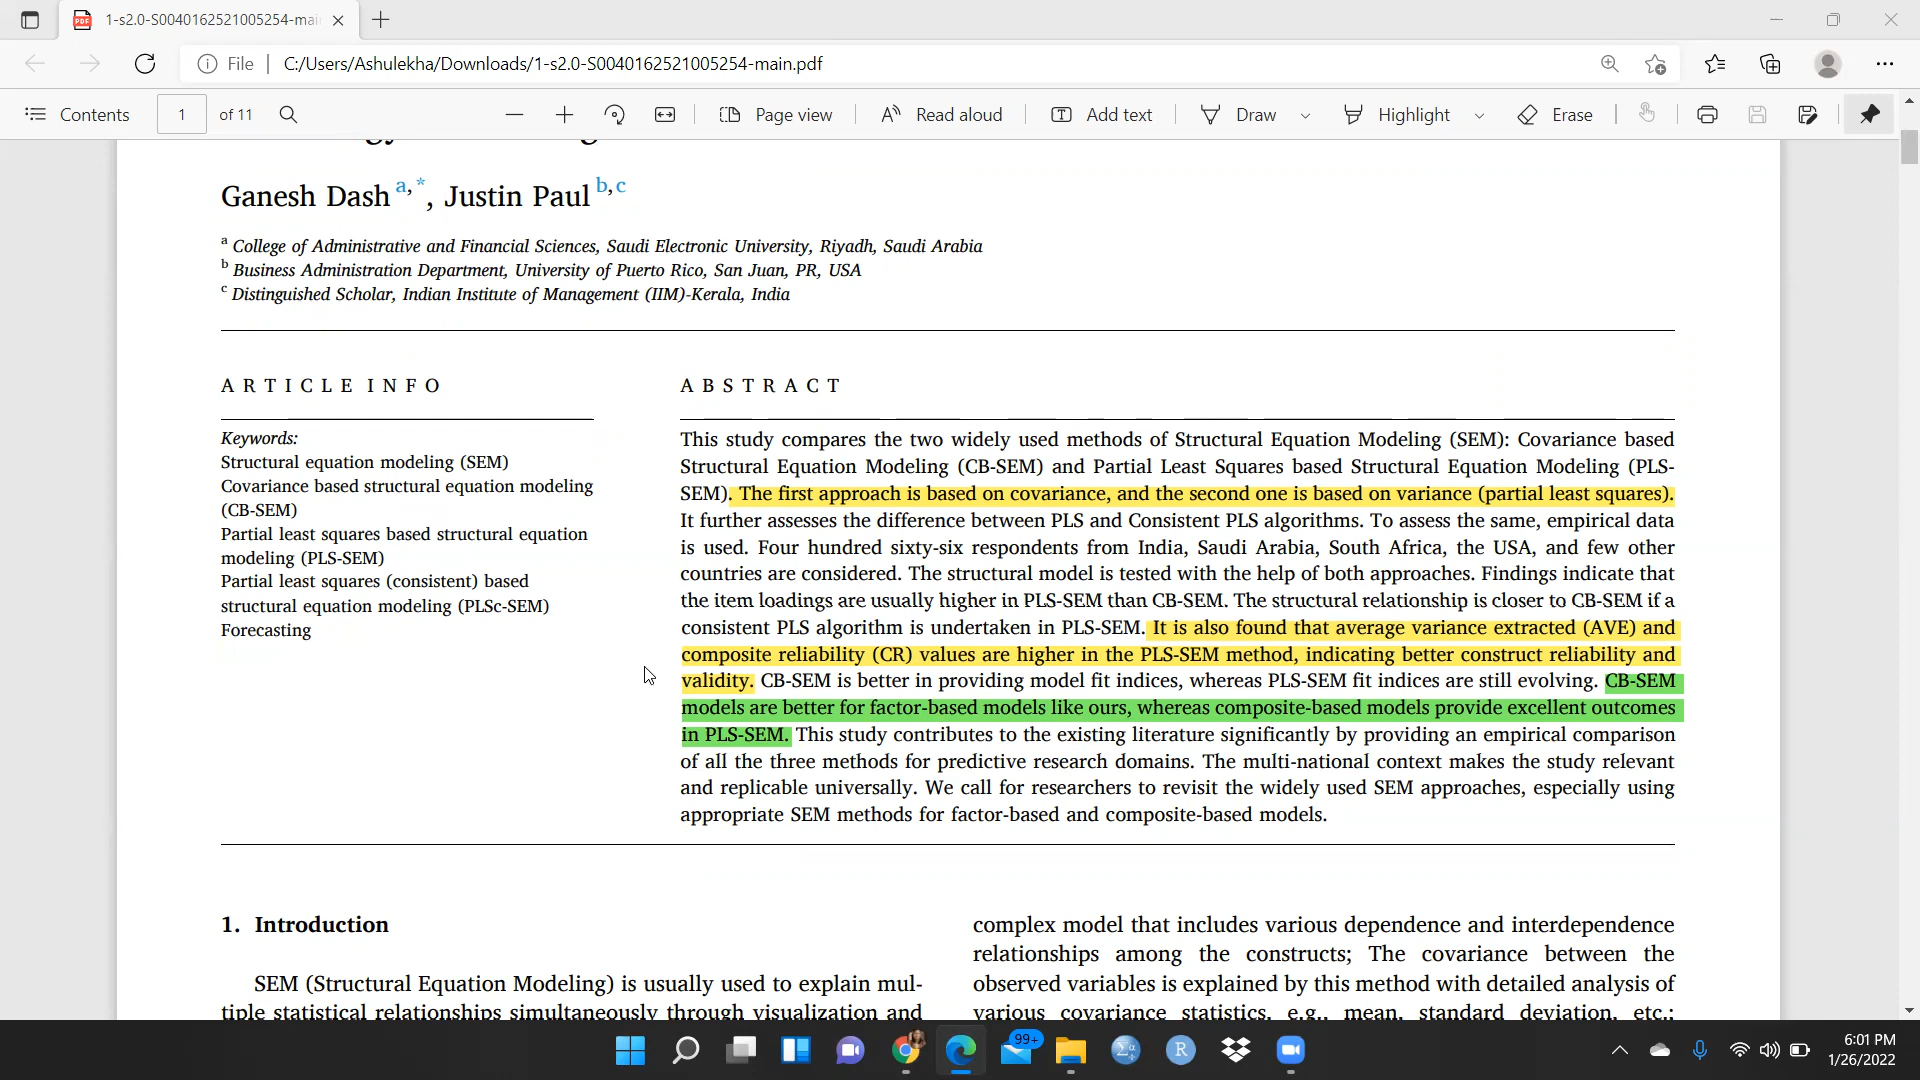 1-s2.0-S0040162521005254-mai
File
C:/Users/Ashulekha/Downloads/1-s2.0-S0040162521005254-main.pdf
Contents
1
of 11
Page view
Read aloud
Add text
Draw
Highlight
Erase
Ganesh Dash a,*, Justin Paul b,c
a College of Administrative and Financial Sciences, Saudi Electronic University, Riyadh, Saudi Arabia
b Business Administration Department, University of Puerto Rico, San Juan, PR, USA
c Distinguished Scholar, Indian Institute of Management (IIM)-Kerala, India
ARTICLE INFO
Keywords:
Structural equation modeling (SEM)
Covariance based structural equation modeling
(CB-SEM)
Partial least squares based structural equation
modeling (PLS-SEM)
Partial least squares (consistent) based
structural equation modeling (PLSc-SEM)
Forecasting
ABSTRACT
This study compares the two widely used methods of Structural Equation Modeling (SEM): Covariance based
Structural Equation Modeling (CB-SEM) and Partial Least Squares based Structural Equation Modeling (PLS-
SEM). The first approach is based on covariance, and the second one is based on variance (partial least squares).
It further assesses the difference between PLS and Consistent PLS algorithms. To assess the same, empirical data
is used. Four hundred sixty-six respondents from India, Saudi Arabia, South Africa, the USA, and few other
countries are considered. The structural model is tested with the help of both approaches. Findings indicate that
the item loadings are usually higher in PLS-SEM than CB-SEM. The structural relationship is closer to CB-SEM if a
consistent PLS algorithm is undertaken in PLS-SEM. It is also found that average variance extracted (AVE) and
composite reliability (CR) values are higher in the PLS-SEM method, indicating better construct reliability and
validity. CB-SEM is better in providing model fit indices, whereas PLS-SEM fit indices are still evolving. CB-SEM
models are better for factor-based models like ours, whereas composite-based models provide excellent outcomes
in PLS-SEM. This study contributes to the existing literature significantly by providing an empirical comparison
of all the three methods for predictive research domains. The multi-national context makes the study relevant
and replicable universally. We call for researchers to revisit the widely used SEM approaches, especially using
appropriate SEM methods for factor-based and composite-based models.
1. Introduction
SEM (Structural Equation Modeling) is usually used to explain mul-
tiple statistical relationships simultaneously through visualization and
complex model that includes various dependence and interdependence
relationships among the constructs; The covariance between the
observed variables is explained by this method with detailed analysis of
various covariance statistics, e.g., mean, standard deviation, etc.;
99+
6:01 PM
1/26/2022